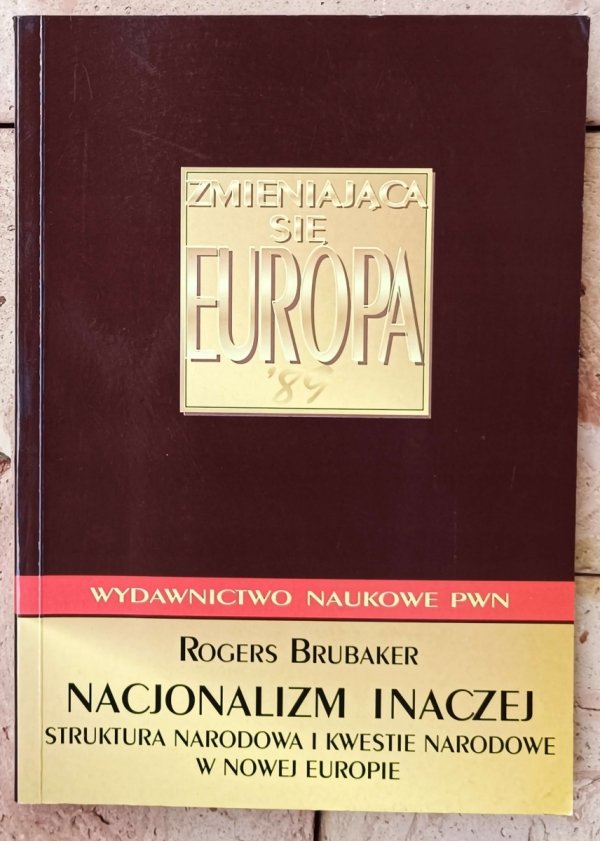 ZMIENIAJĄCA
SIĘ
EUROPA
'89
WYDAWNICTWO NAUKOWE PWN
ROGERS BRUBAKER
NACJONALIZM INACZEJ
STRUKTURA NARODOWA I KWESTIE NARODOWE
W NOWEJ EUROPIE